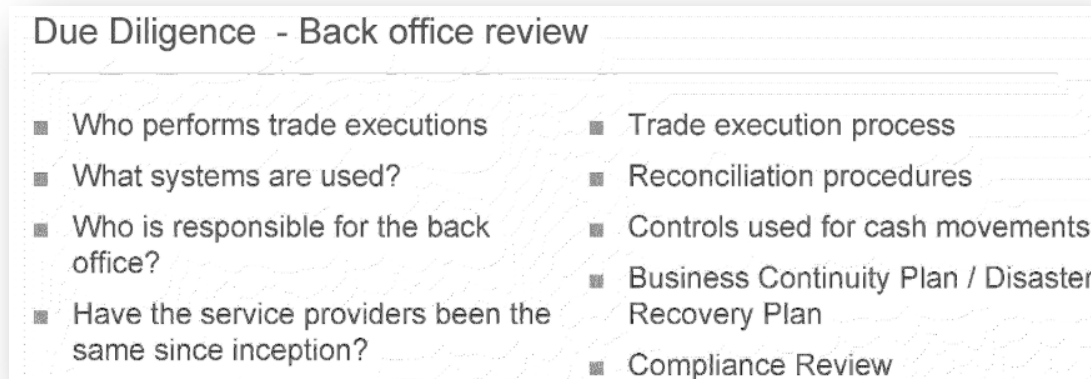 Due Diligence - Back office review
Who performs trade executions
What systems are used?
Who is responsible for the back
office?
Have the service providers been the
same since inception?
Trade execution process
Reconciliation procedures
Controls used for cash movements
Business Continuity Plan / Disaster
Recovery Plan
Compliance Review